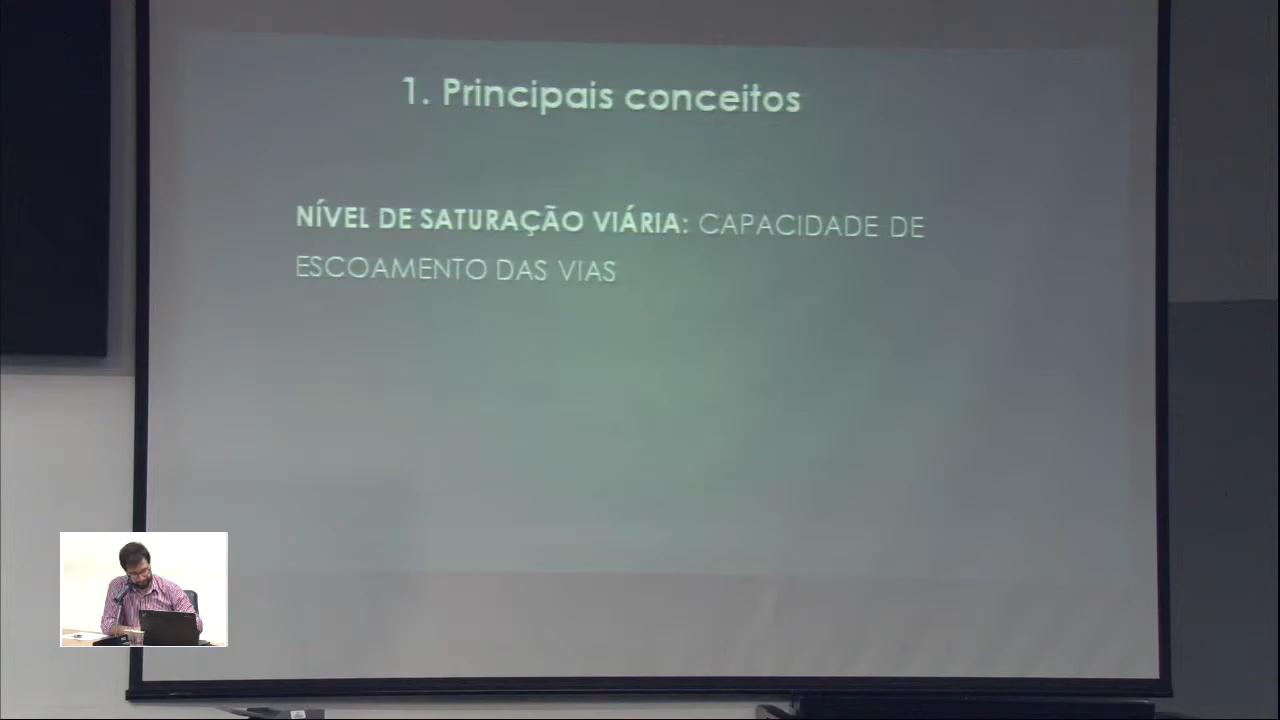 1. Principais conceitos
NÍVEL DE SATURAÇÃO VIÁRIA: CAPACIDADE DE
ESCOAMENTO DAS VIAS